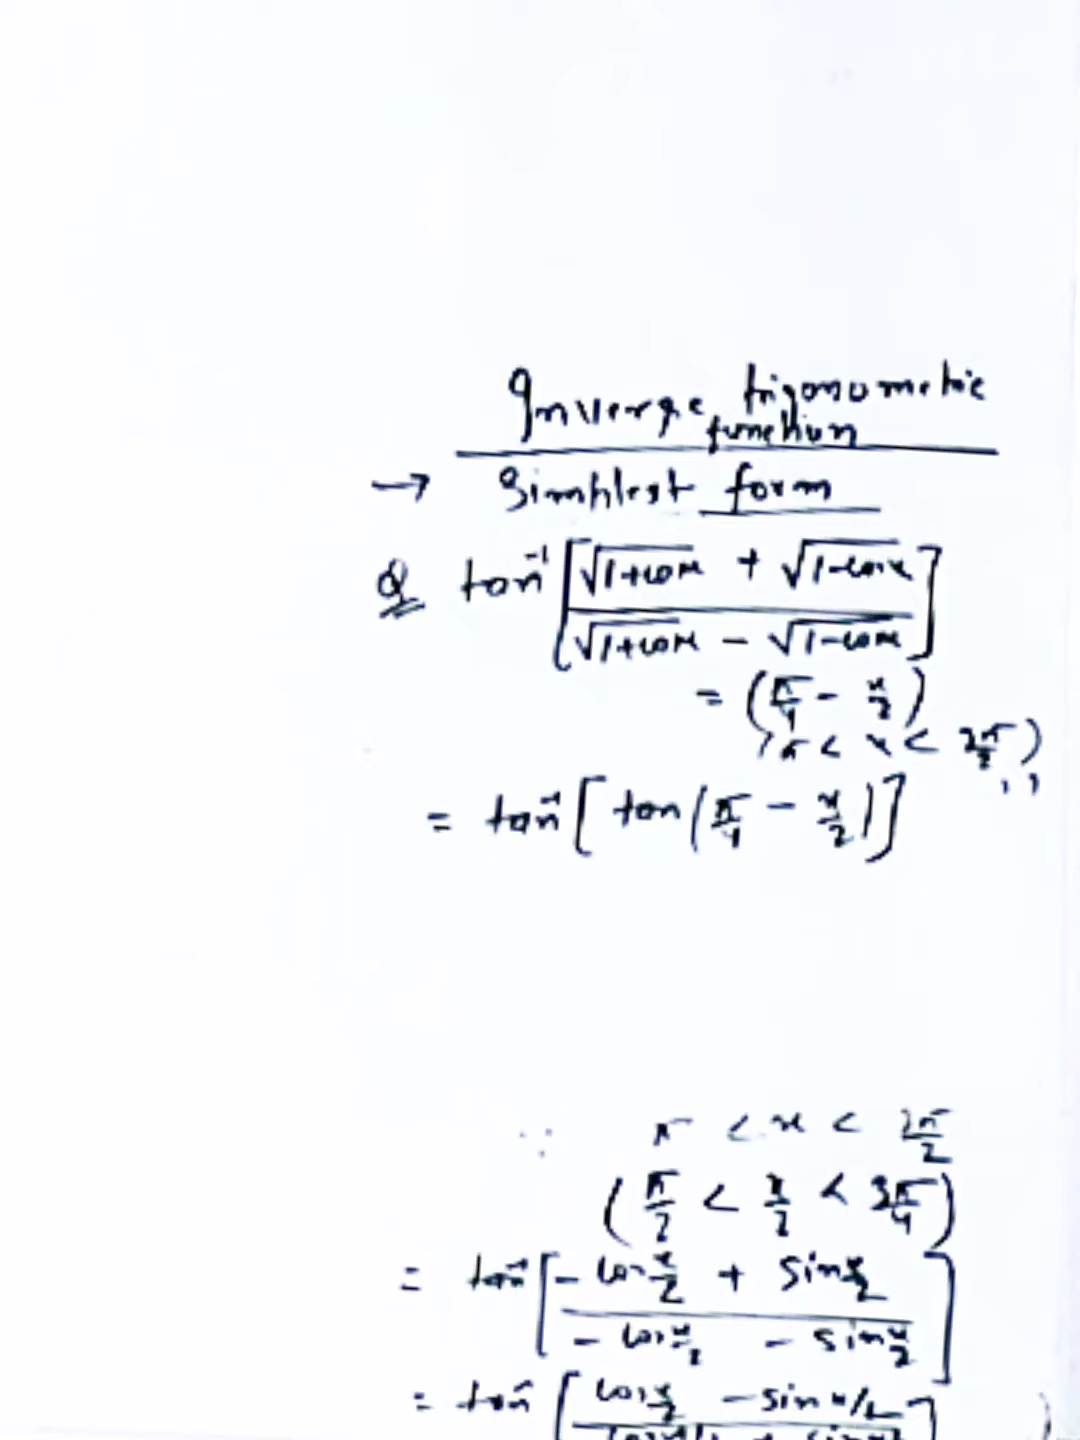 Inverse trigonometric
function
→ Simplest form
Q tan⁻¹ [√1+cosx + √1-cosx / √1+cosx - √1-cosx]
= (π/4 - x/2)
, π < x < 3π/2)
= tan⁻¹ [tan(π/4 - x/2)]
∵ π < x < 3π/2
(π/2 < x/2 < 3π/4)
= tan⁻¹ [- cos x/2 + sin x/2 / - cos x/2 - sin x/2]
= tan⁻¹ [cos x/2 - sin x/2